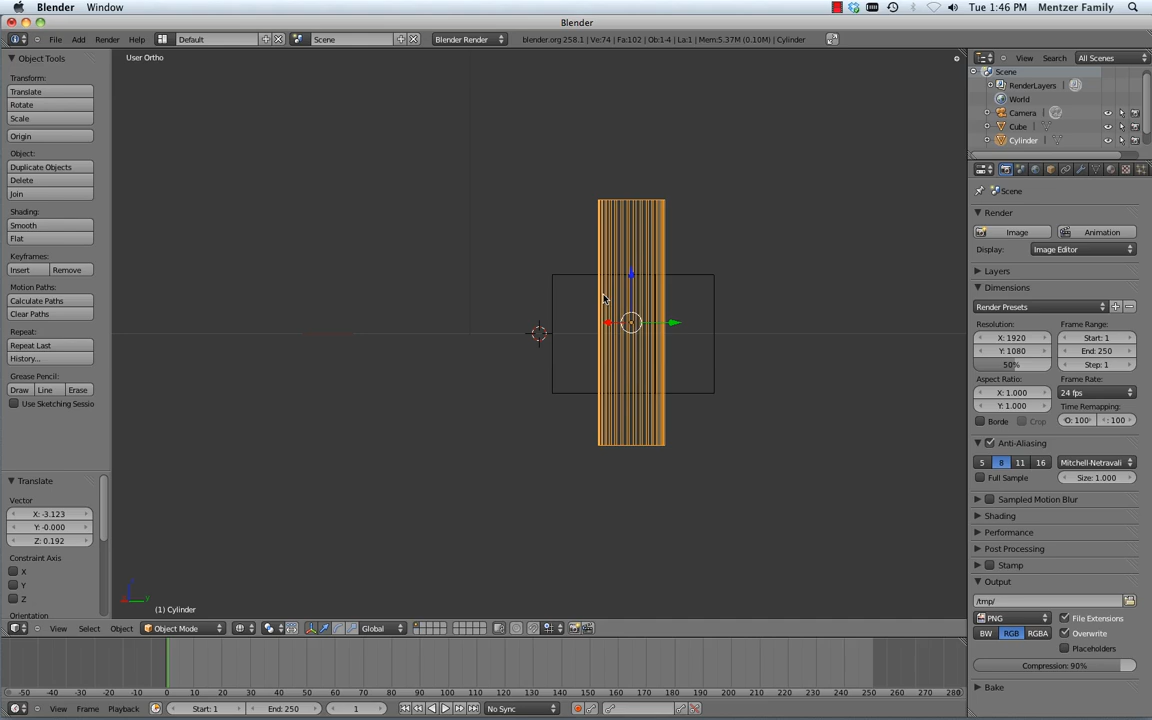 Blender Window Tue 1:46 PM Mentzer Family
Blender
File Add Render Help Default Scene Blender Render blender.org 258.1 | Ve:74 | Fa:102 | Ob:1-4 | La:1 | Mem:5.37M (0.10M) | Cylinder
Object Tools
Transform:
Translate
Rotate
Scale
Origin
Object:
Duplicate Objects
Delete
Join
Shading:
Smooth
Flat
Keyframes:
Insert Remove
Motion Paths:
Calculate Paths
Clear Paths
Repeat:
Repeat Last
History...
Grease Pencil:
Draw Line Erase
Use Sketching Sessio
Translate
Vector
X: -3.123
Y: -0.000
Z: 0.192
Constraint Axis
X
Y
Z
Orientation
User Ortho
(1) Cylinder
View Search All Scenes
Scene
RenderLayers
World
Camera
Cube
Cylinder
Scene
Render
Image Animation
Display: Image Editor
Layers
Dimensions
Render Presets
Resolution: Frame Range:
X: 1920 Start: 1
Y: 1080 End: 250
50% Step: 1
Aspect Ratio: Frame Rate:
X: 1.000 24 fps
Y: 1.000 Time Remapping:
Borde Crop O: 100 : 100
Anti-Aliasing
5 8 11 16 Mitchell-Netravali
Full Sample Size: 1.000
Sampled Motion Blur
Shading
Performance
Post Processing
Stamp
Output
/tmp/
PNG File Extensions
BW RGB RGBA Overwrite
Placeholders
Compression: 90%
Bake
View Select Object Object Mode Global
-50 -40 -30 -20 -10 0 10 20 30 40 50 60 70 80 90 100 110 120 130 140 150 160 170 180 190 200 210 220 230 240 250 260 270 280
View Frame Playback Start: 1 End: 250 1 No Sync